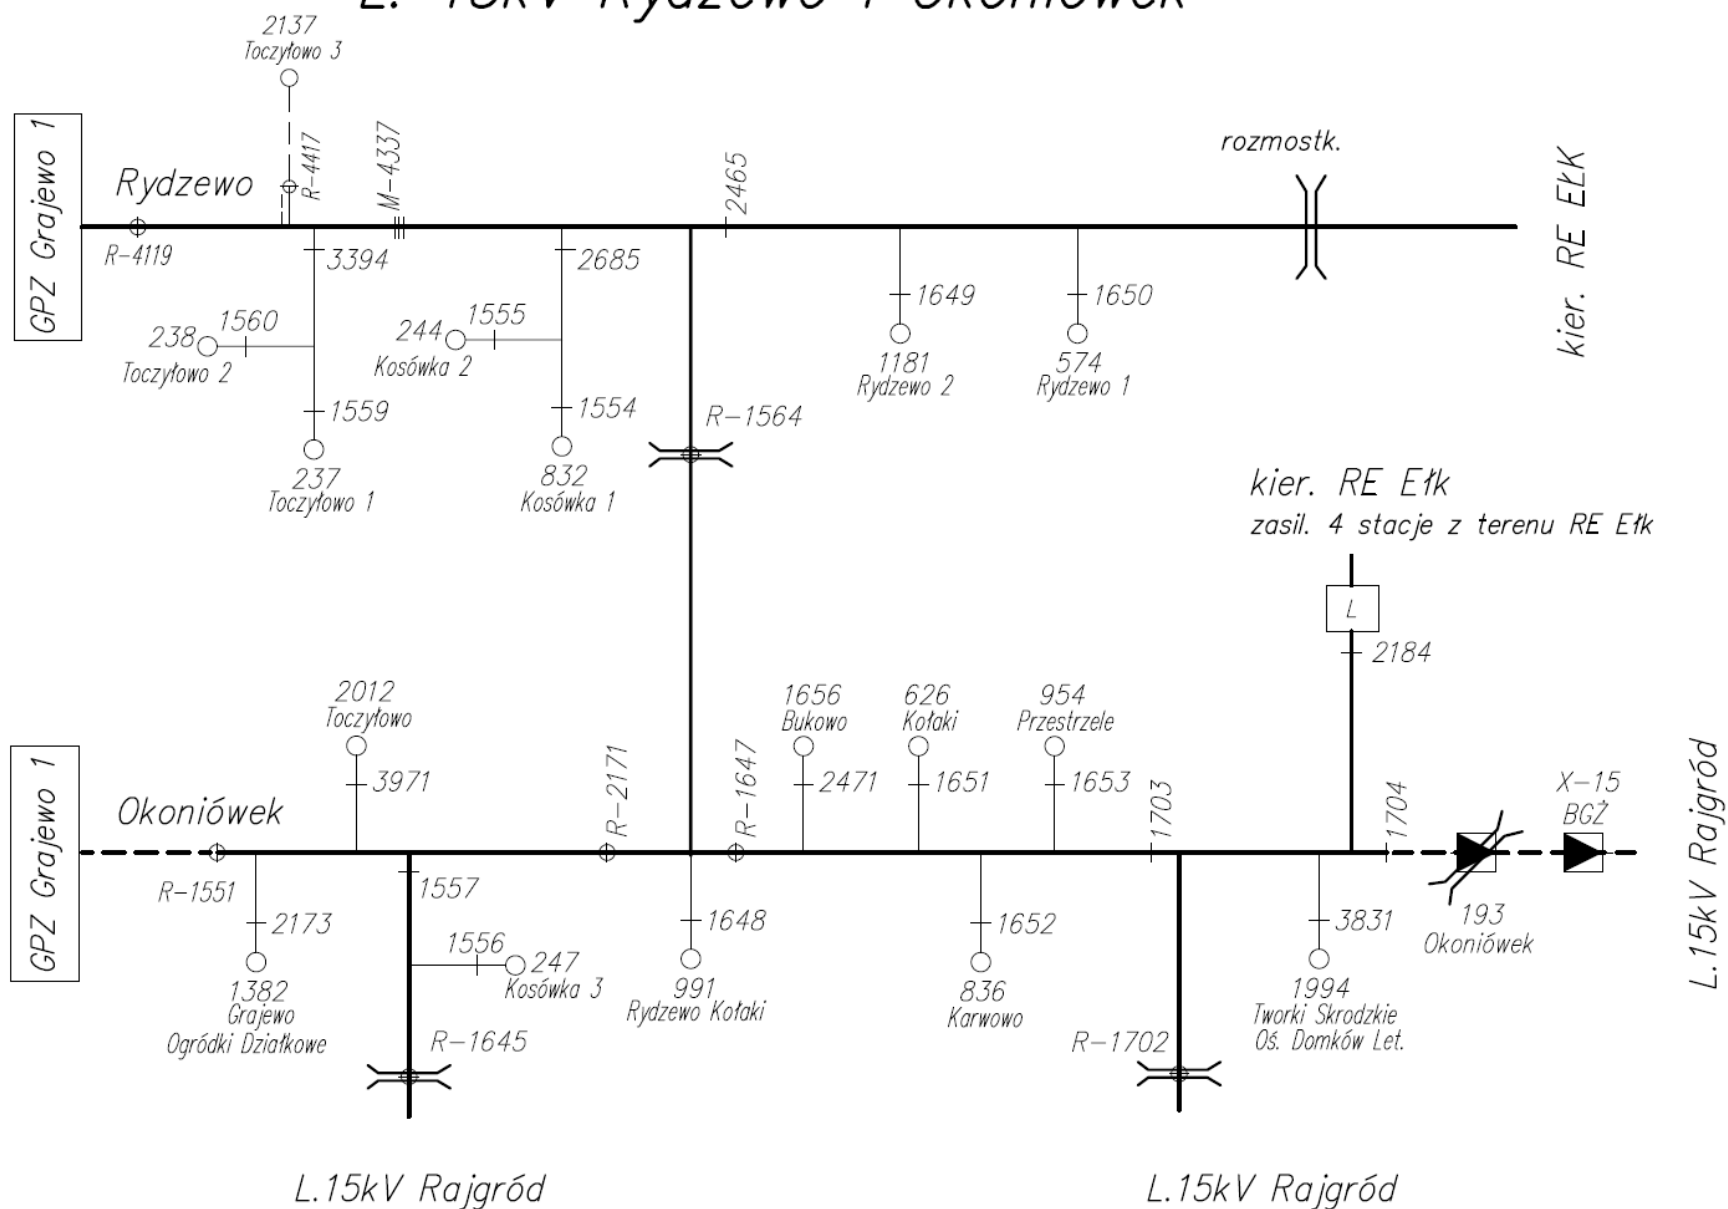 L. 15kV Rydzewo i Okoniówek
2137
Toczyłowo 3
R-4417
M-4337
GPZ Grajewo 1
Rydzewo
R-4119
3394
2685
2465
rozmostk.
kier. RE EŁK
1560
238
Toczyłowo 2
1555
244
Kosówka 2
1649
1181
Rydzewo 2
1650
574
Rydzewo 1
1559
237
Toczyłowo 1
1554
832
Kosówka 1
R-1564
kier. RE Ełk
zasil. 4 stacje z terenu RE Ełk
L
2184
2012
Toczyłowo
3971
R-2171
R-1647
1656
Bukowo
2471
626
Kołaki
1651
954
Przestrzele
1653
1703
1704
X-15
BGŻ
L.15kV Rajgród
GPZ Grajewo 1
Okoniówek
R-1551
2173
1382
Grajewo
Ogródki Działkowe
1557
1556
247
Kosówka 3
R-1645
1648
991
Rydzewo Kołaki
1652
836
Karwowo
R-1702
3831
1994
Tworki Skrodzkie
Oś. Domków Let.
193
Okoniówek
L.15kV Rajgród
L.15kV Rajgród